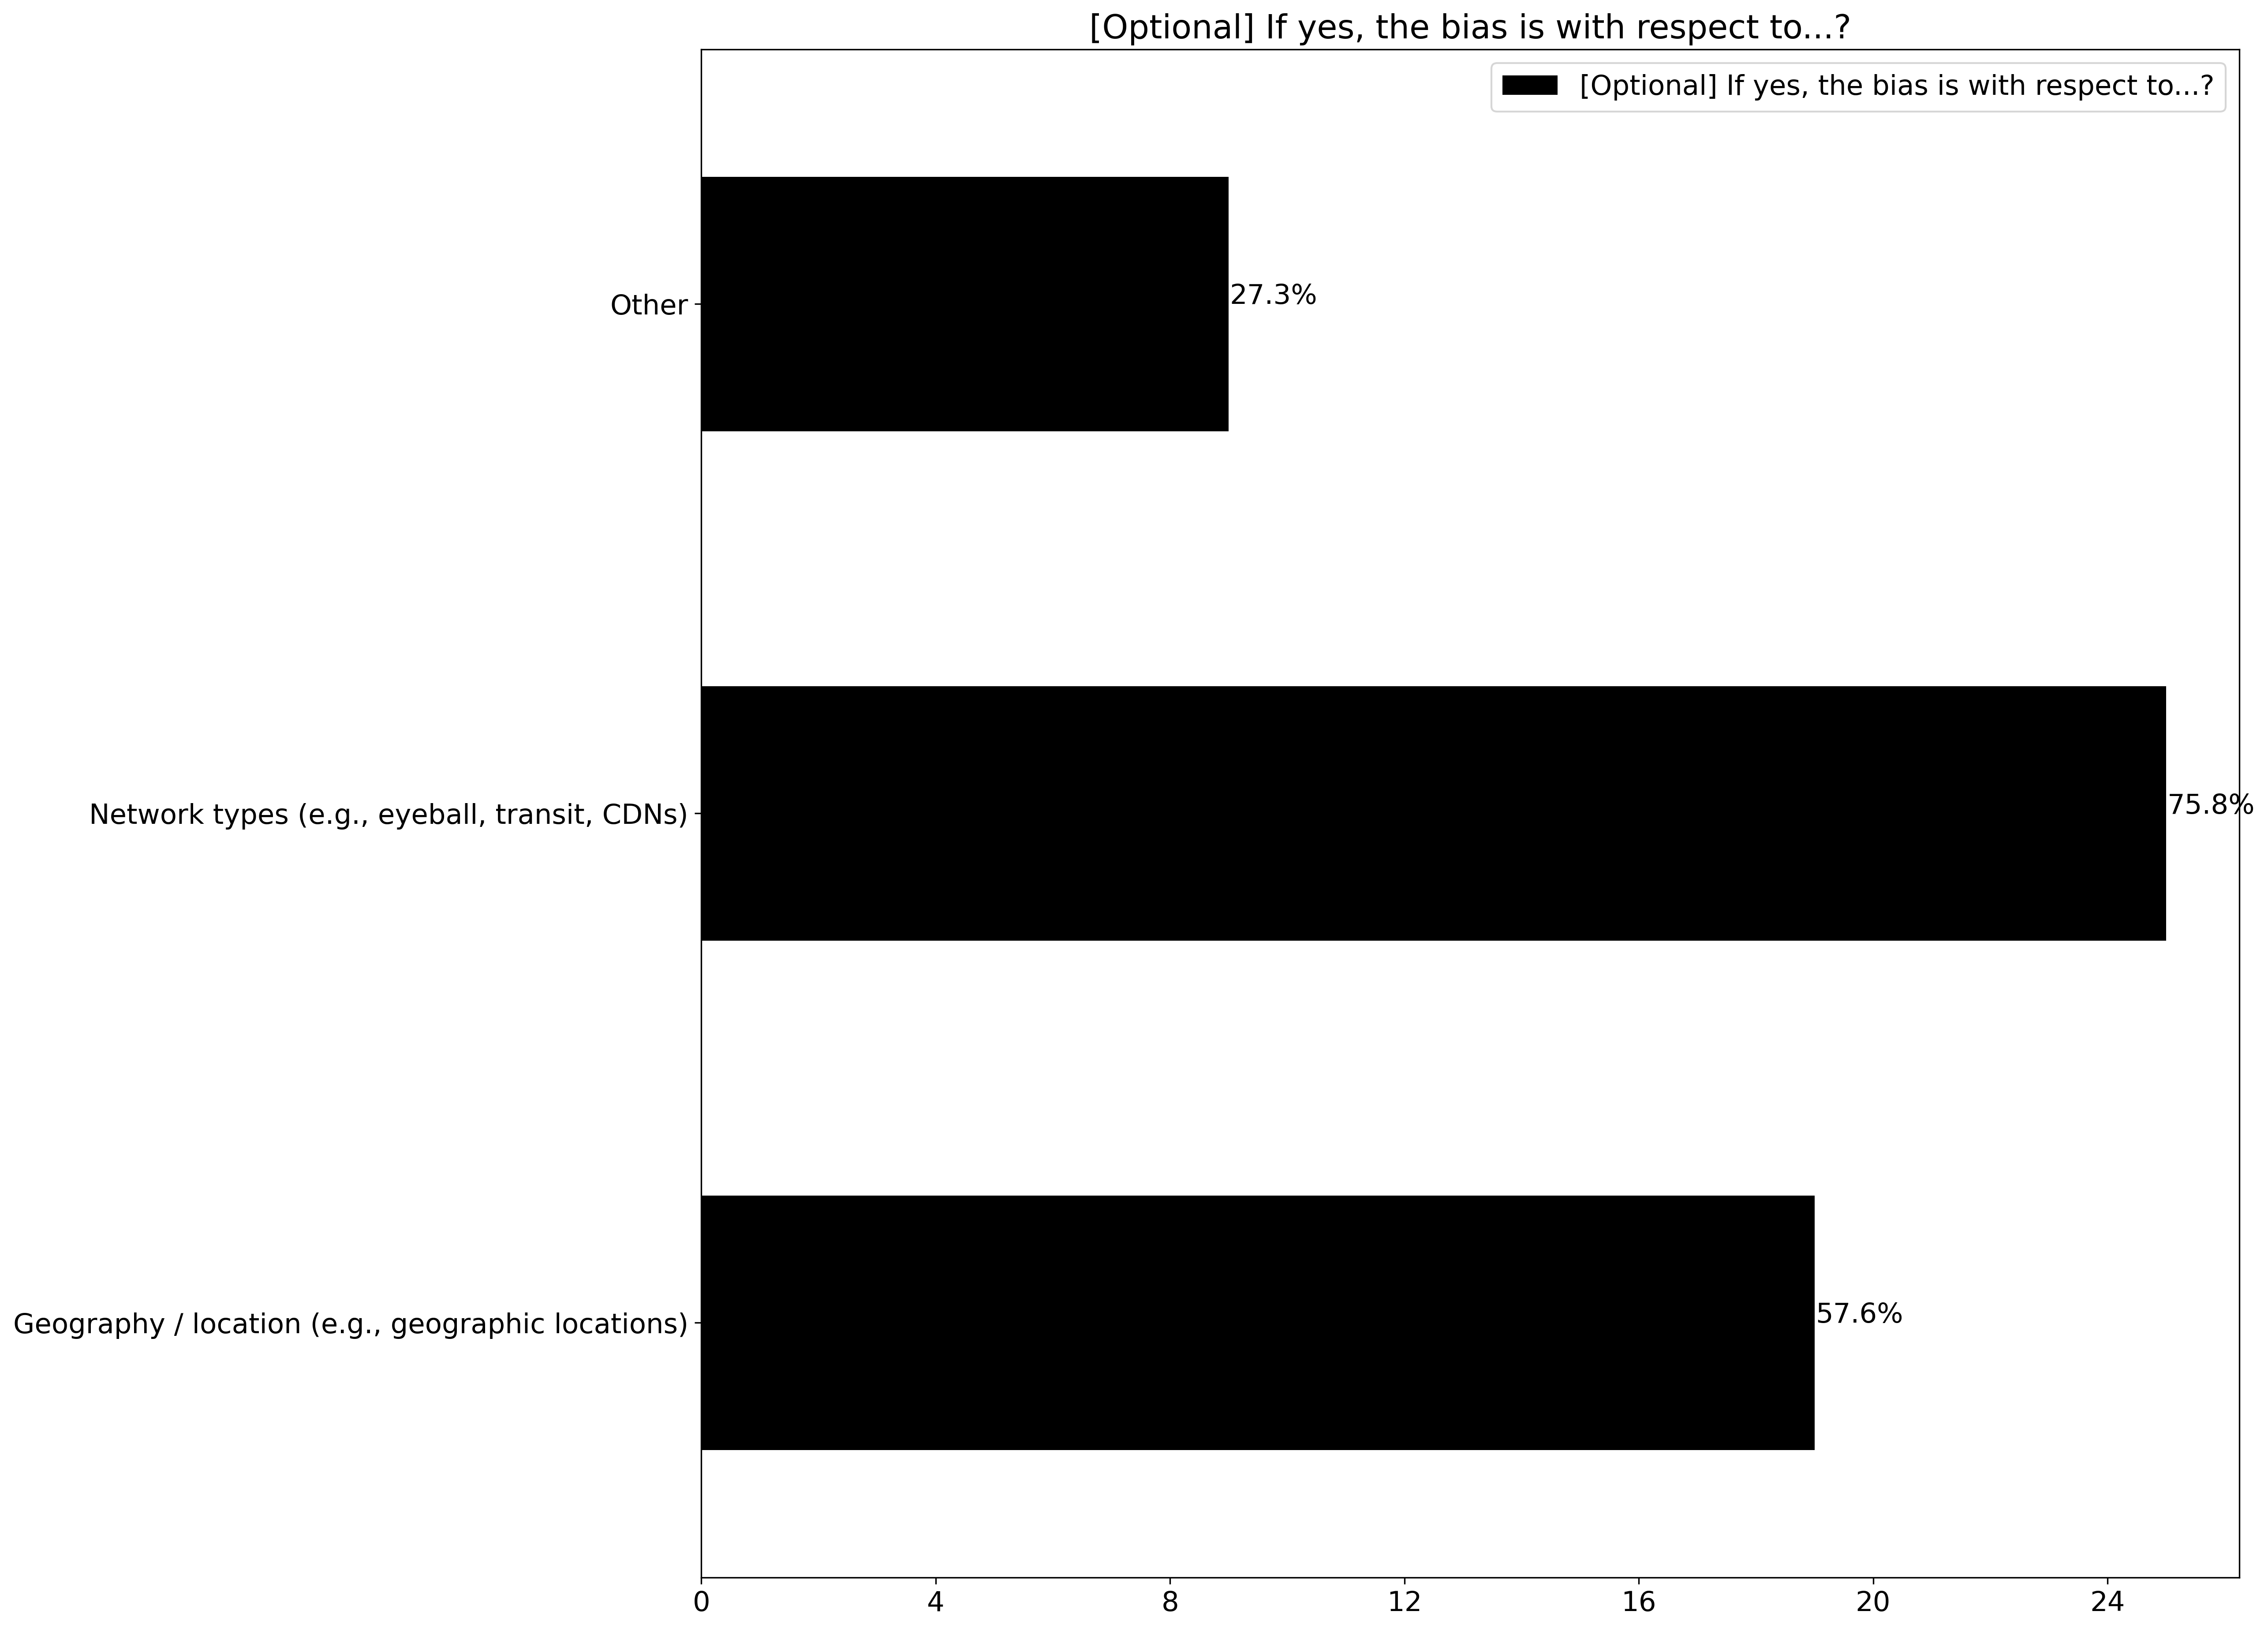 [Optional] If yes, the bias is with respect to...?
[Optional] If yes, the bias is with respect to...?
Other
27.3%
Network types (e.g., eyeball, transit, CDNs)
75.8%
Geography / location (e.g., geographic locations)
57.6%
0 4 8 12 16 20 24